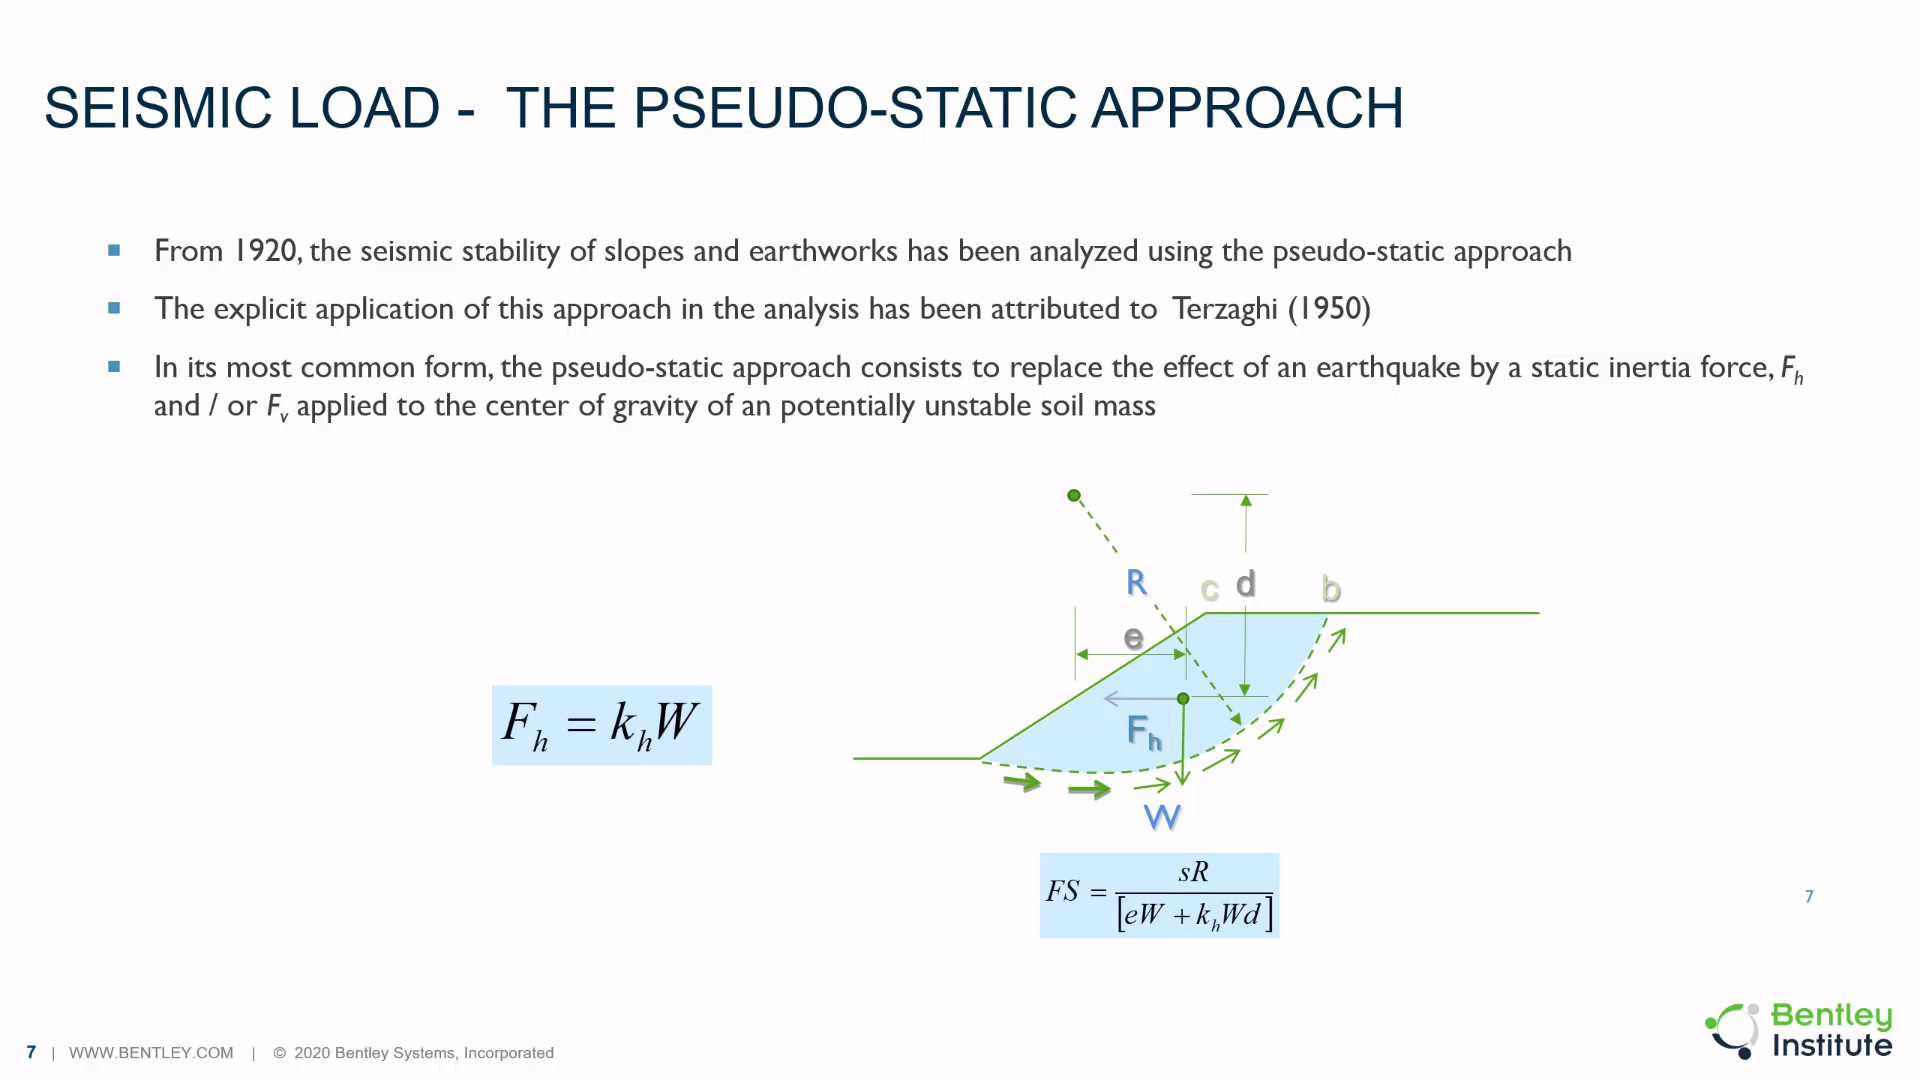 SEISMIC LOAD - THE PSEUDO-STATIC APPROACH
From 1920, the seismic stability of slopes and earthworks has been analyzed using the pseudo-static approach
The explicit application of this approach in the analysis has been attributed to Terzaghi (1950)
In its most common form, the pseudo-static approach consists to replace the effect of an earthquake by a static inertia force, Fh
and / or Fv applied to the center of gravity of an potentially unstable soil mass
R c d b
e
Fh = khW
Fh
W
FS = sR / [eW + khWd]
7
Bentley
Institute
7 | WWW.BENTLEY.COM | © 2020 Bentley Systems, Incorporated